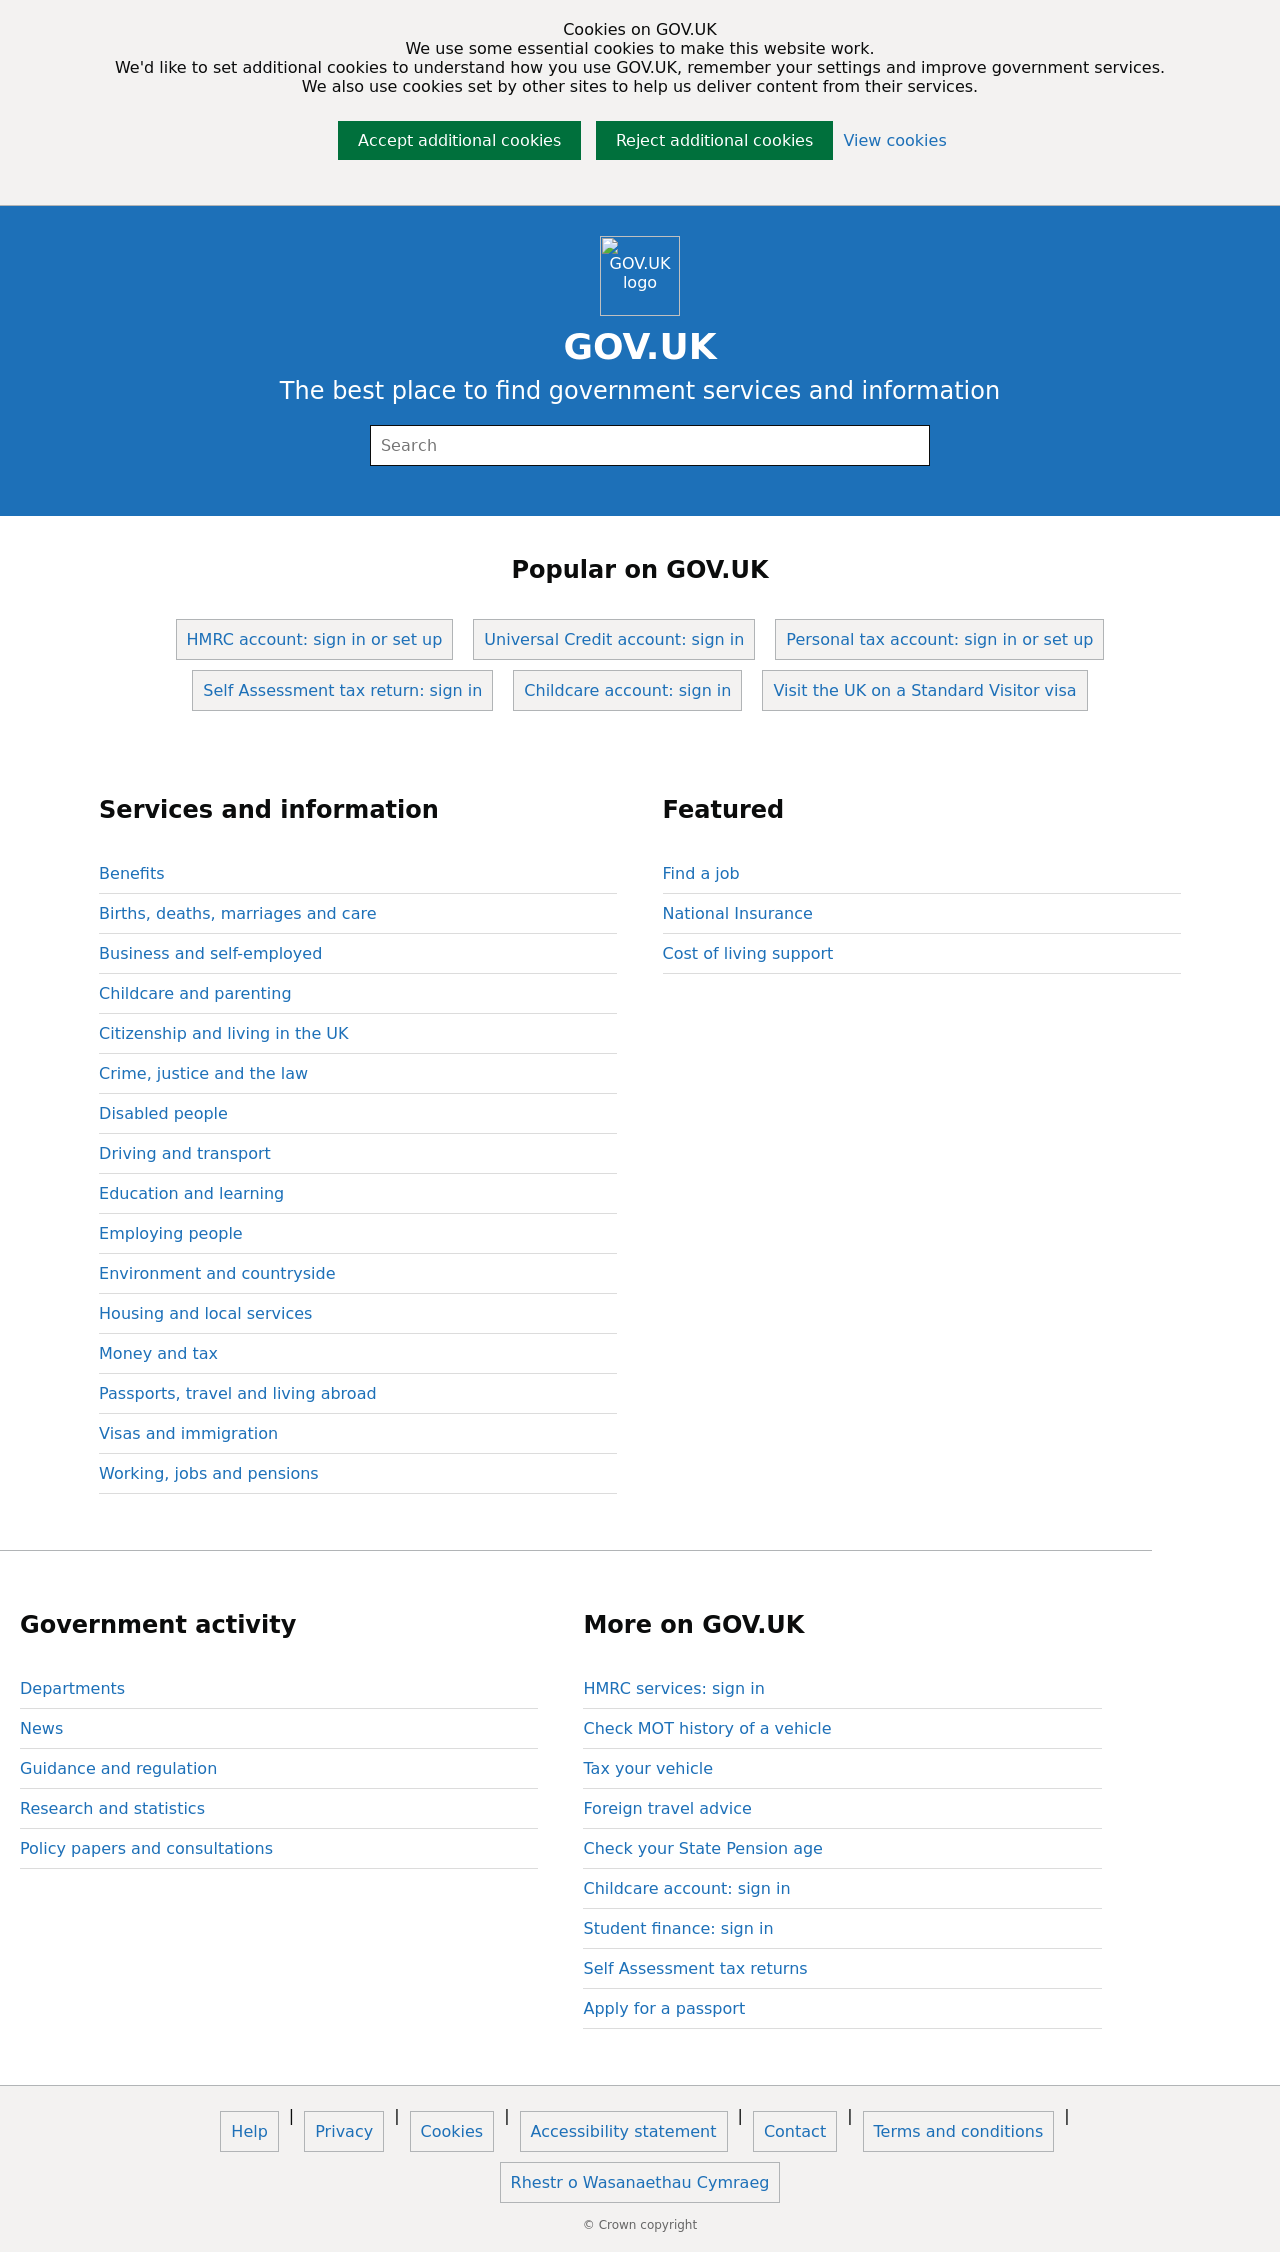 Cookies on GOV.UK
We use some essential cookies to make this website work.
We'd like to set additional cookies to understand how you use GOV.UK, remember your settings and improve government services.
We also use cookies set by other sites to help us deliver content from their services.
Accept additional cookies Reject additional cookies View cookies
GOV.UK
logo
GOV.UK
The best place to find government services and information
Search
Popular on GOV.UK
HMRC account: sign in or set up Universal Credit account: sign in Personal tax account: sign in or set up
Self Assessment tax return: sign in Childcare account: sign in Visit the UK on a Standard Visitor visa
Services and information
Benefits
Births, deaths, marriages and care
Business and self-employed
Childcare and parenting
Citizenship and living in the UK
Crime, justice and the law
Disabled people
Driving and transport
Education and learning
Employing people
Environment and countryside
Housing and local services
Money and tax
Passports, travel and living abroad
Visas and immigration
Working, jobs and pensions
Featured
Find a job
National Insurance
Cost of living support
Government activity
Departments
News
Guidance and regulation
Research and statistics
Policy papers and consultations
More on GOV.UK
HMRC services: sign in
Check MOT history of a vehicle
Tax your vehicle
Foreign travel advice
Check your State Pension age
Childcare account: sign in
Student finance: sign in
Self Assessment tax returns
Apply for a passport
Help | Privacy | Cookies | Accessibility statement | Contact | Terms and conditions |
Rhestr o Wasanaethau Cymraeg
© Crown copyright